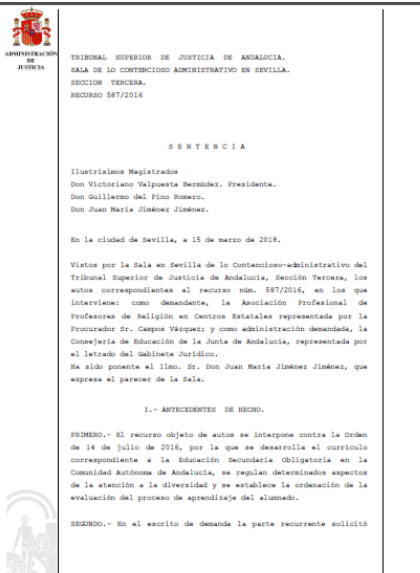 ADMINISTRACIÓN
DE
JUSTICIA
TRIBUNAL SUPERIOR DE JUSTICIA DE ANDALUCIA.
SALA DE LO CONTENCIOSO ADMINISTRATIVO EN SEVILLA.
SECCION TERCERA.
RECURSO 587/2016
S E N T E N C I A
Ilustrísimos Magistrados
Don Victoriano Valpuesta Bermúdez. Presidente.
Don Guillermo del Pino Romero.
Don Juan María Jiménez Jiménez.
En la ciudad de Sevilla, a 15 de marzo de 2018.
Vistos por la Sala en Sevilla de lo Contencioso-administrativo del
Tribunal Superior de Justicia de Andalucía, Sección Tercera, los
autos correspondientes al recurso núm. 587/2016, en los que
interviene: como demandante, la Asociación Profesional de
Profesores de Religión en Centros Estatales representada por la
Procurador Sr. Campos Vázquez; y como administración demandada, la
Consejería de Educación de la Junta de Andalucía, representada por
el letrado del Gabinete Jurídico.
Ha sido ponente el Ilmo. Sr. Don Juan María Jiménez Jiménez, que
expresa el parecer de la Sala.
I.- ANTECEDENTES DE HECHO.
PRIMERO.- El recurso objeto de autos se interpone contra la Orden
de 14 de julio de 2016, por la que se desarrolla el currículo
correspondiente a la Educación Secundaria Obligatoria en la
Comunidad Autónoma de Andalucía, se regulan determinados aspectos
de la atención a la diversidad y se establece la ordenación de la
evaluación del proceso de aprendizaje del alumnado.
SEGUNDO.- En el escrito de demanda la parte recurrente solicitó